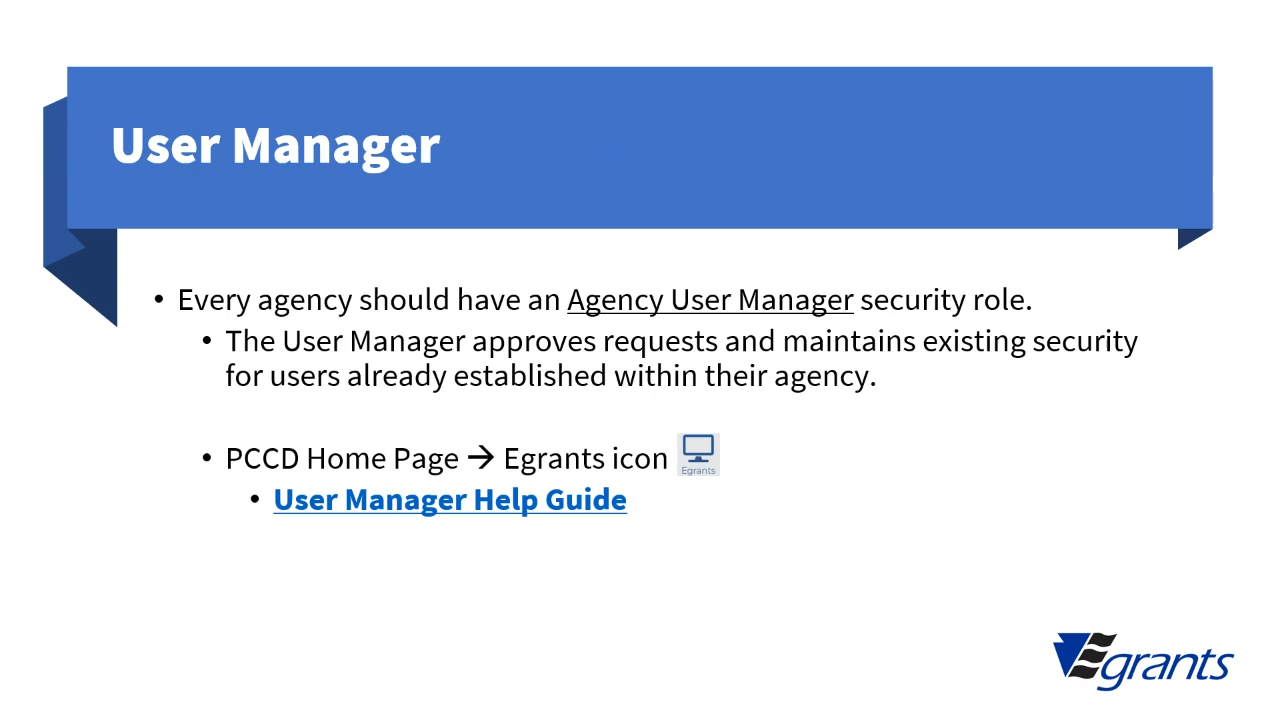 User Manager
• Every agency should have an Agency User Manager security role.
• The User Manager approves requests and maintains existing security
for users already established within their agency.
• PCCD Home Page → Egrants icon
Egrants
• User Manager Help Guide
Egrants